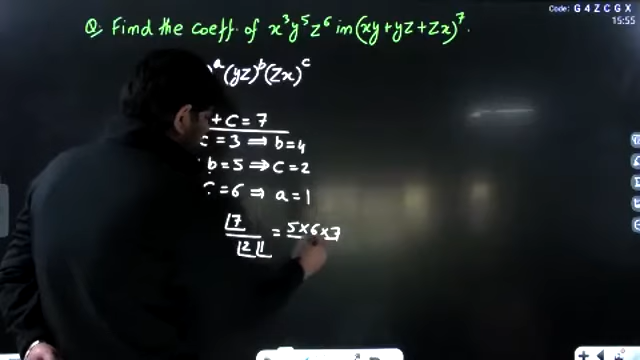 Code: G 4 Z C G X
15:55
Q. Find the coeff. of x³y⁵z⁶ in (xy+yz+zx)⁷.
)ᵃ(yz)ᵇ(zx)ᶜ
+ c = 7
= 3 ⟹ b = 4
b = 5 ⟹ c = 2
= 6 ⟹ a = 1
⌊7 / ⌊2 ⌊1 = 5×6×7